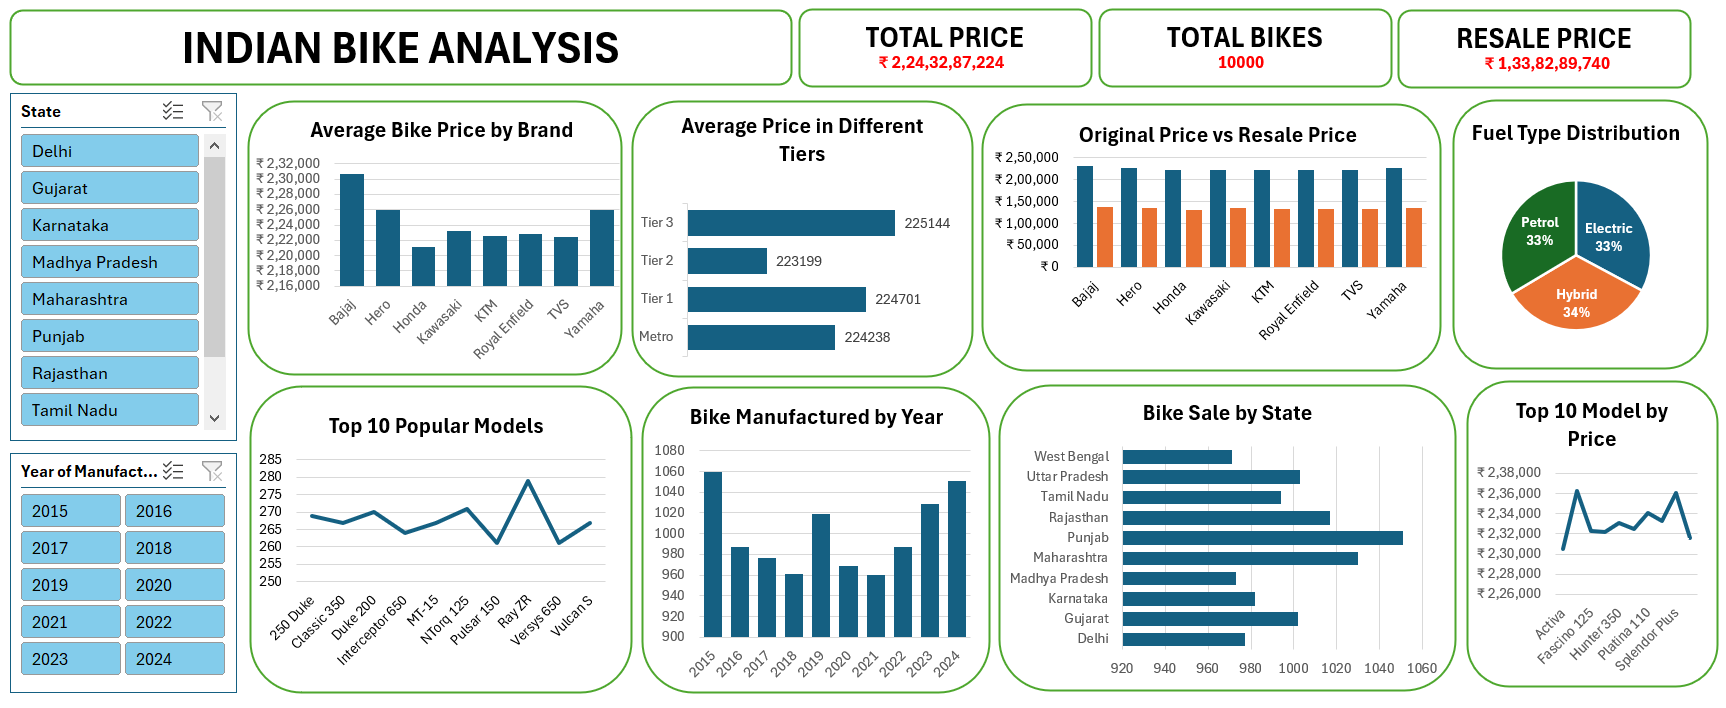 INDIAN BIKE ANALYSIS
TOTAL PRICE
₹ 2,24,32,87,224
TOTAL BIKES
10000
RESALE PRICE
₹ 1,33,82,89,740
State
Delhi
Gujarat
Karnataka
Madhya Pradesh
Maharashtra
Punjab
Rajasthan
Tamil Nadu
Year of Manufact...
2015 2016
2017 2018
2019 2020
2021 2022
2023 2024
Average Bike Price by Brand
₹ 2,32,000
₹ 2,30,000
₹ 2,28,000
₹ 2,26,000
₹ 2,24,000
₹ 2,22,000
₹ 2,20,000
₹ 2,18,000
₹ 2,16,000
Bajaj Hero Honda Kawasaki KTM Royal Enfield TVS Yamaha
Average Price in Different
Tiers
Tier 3 225144
Tier 2 223199
Tier 1 224701
Metro 224238
Original Price vs Resale Price
₹ 2,50,000
₹ 2,00,000
₹ 1,50,000
₹ 1,00,000
₹ 50,000
₹ 0
Bajaj Hero Honda Kawasaki KTM Royal Enfield TVS Yamaha
Fuel Type Distribution
Petrol
33%
Electric
33%
Hybrid
34%
Top 10 Popular Models
285
280
275
270
265
260
255
250
250 Duke Classic 350 Duke 200 Interceptor 650 MT-15 NTorq 125 Pulsar 150 Ray ZR Versys 650 Vulcan S
Bike Manufactured by Year
1080
1060
1040
1020
1000
980
960
940
920
900
2015 2016 2017 2018 2019 2020 2021 2022 2023 2024
Bike Sale by State
West Bengal
Uttar Pradesh
Tamil Nadu
Rajasthan
Punjab
Maharashtra
Madhya Pradesh
Karnataka
Gujarat
Delhi
920 940 960 980 1000 1020 1040 1060
Top 10 Model by
Price
₹ 2,38,000
₹ 2,36,000
₹ 2,34,000
₹ 2,32,000
₹ 2,30,000
₹ 2,28,000
₹ 2,26,000
Activa Fascino 125 Hunter 350 Platina 110 Splendor Plus